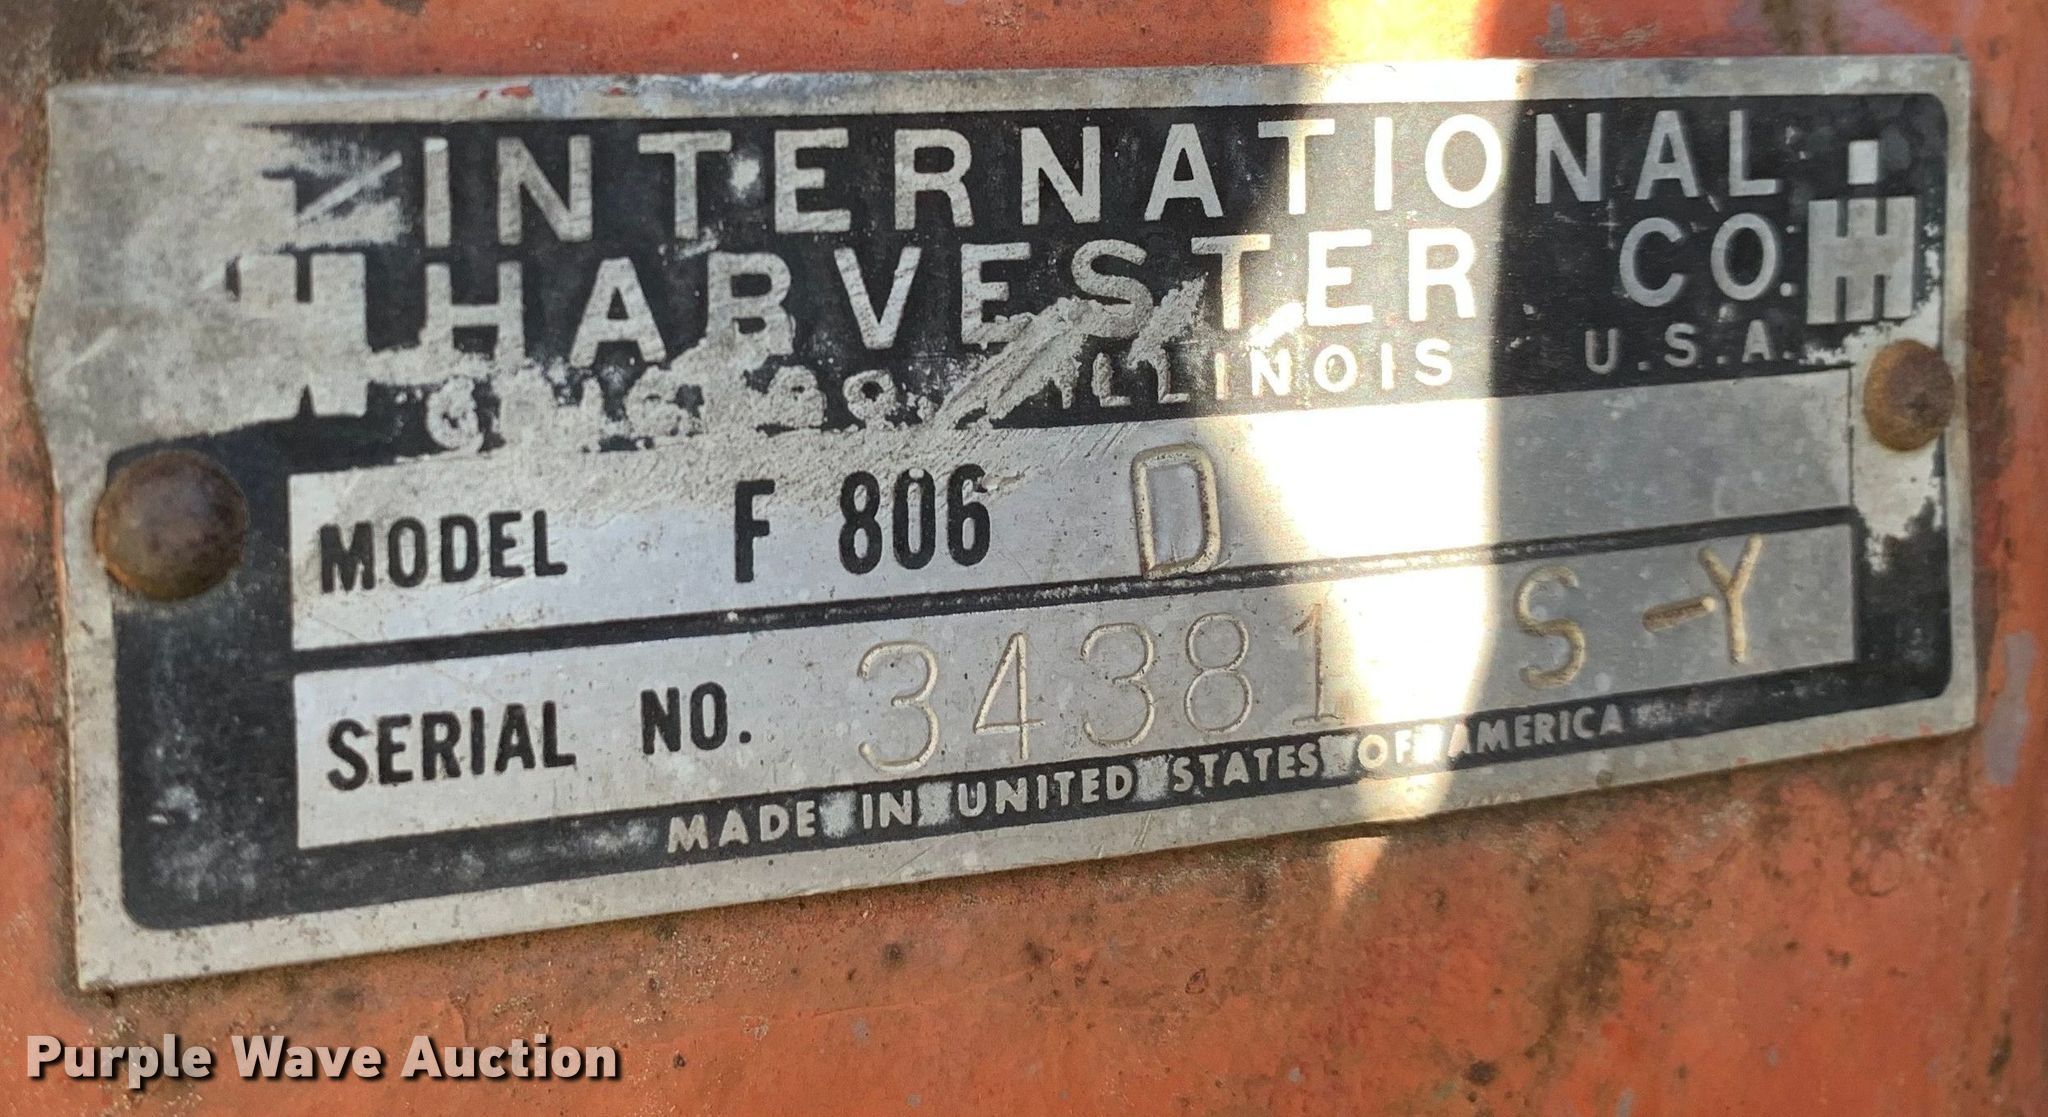 INTERNATIONAL
HARVESTER CO.
ILLINOIS U.S.A.
MODEL F 806 D
SERIAL NO. 34381 S-Y
MADE IN UNITED STATES OF AMERICA
Purple Wave Auction